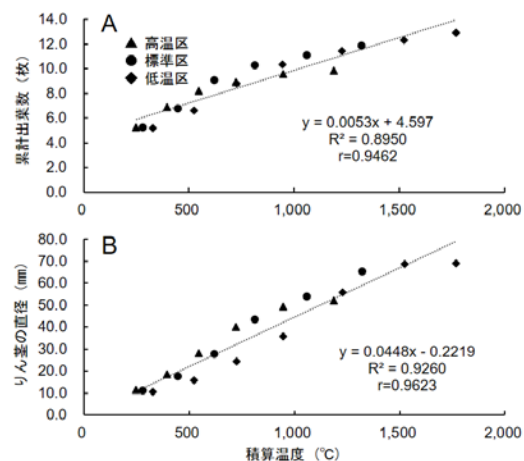 A
▲ 高温区
● 標準区
◆ 低温区
累計出葉数（枚）
14.0
12.0
10.0
8.0
6.0
4.0
2.0
0.0
y = 0.0053x + 4.597
R² = 0.8950
r=0.9462
0 500 1,000 1,500 2,000
B
りん茎の直径（㎜）
80.0
70.0
60.0
50.0
40.0
30.0
20.0
10.0
0.0
y = 0.0448x - 0.2219
R² = 0.9260
r=0.9623
0 500 1,000 1,500 2,000
積算温度（℃）